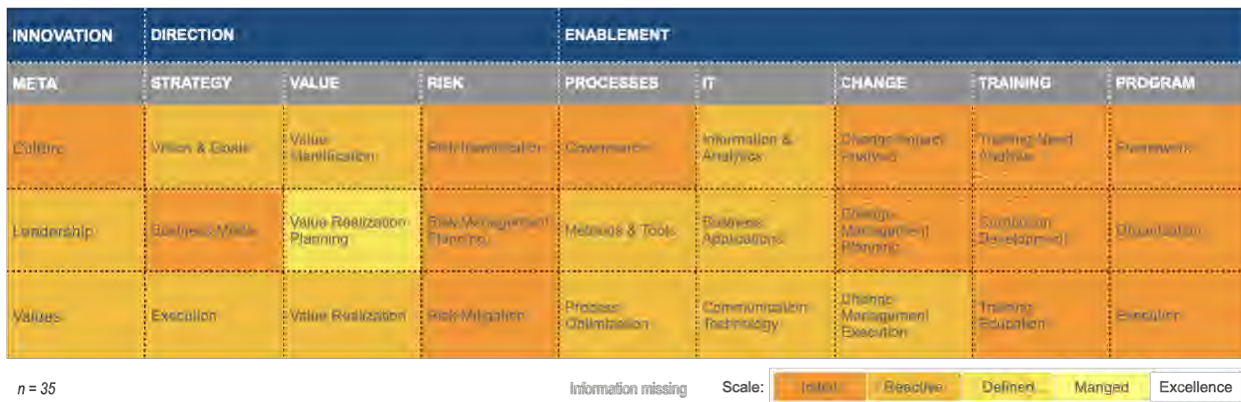 INNOVATION DIRECTION ENABLEMENT
META STRATEGY VALUE RISK PROCESSES IT CHANGE TRAINING PROGRAM
Culture
Vision & Goals
Value
Identification
Risk Identification
Governance
Information &
Analytics
Change Impact
Analysis
Training Need
Analysis
Framework
Leadership
Business Model
Value Realization
Planning
Risk Management
Planning
Methods & Tools
Business
Applications
Change
Management
Planning
Curriculum
Development
Values
Execution
Value Realization
Risk Mitigation
Process
Optimization
Communication
Technology
Change
Management
Execution
Training
Education
Execution
n = 35
Information missing
Scale: Initial Reactive Defined Manged Excellence